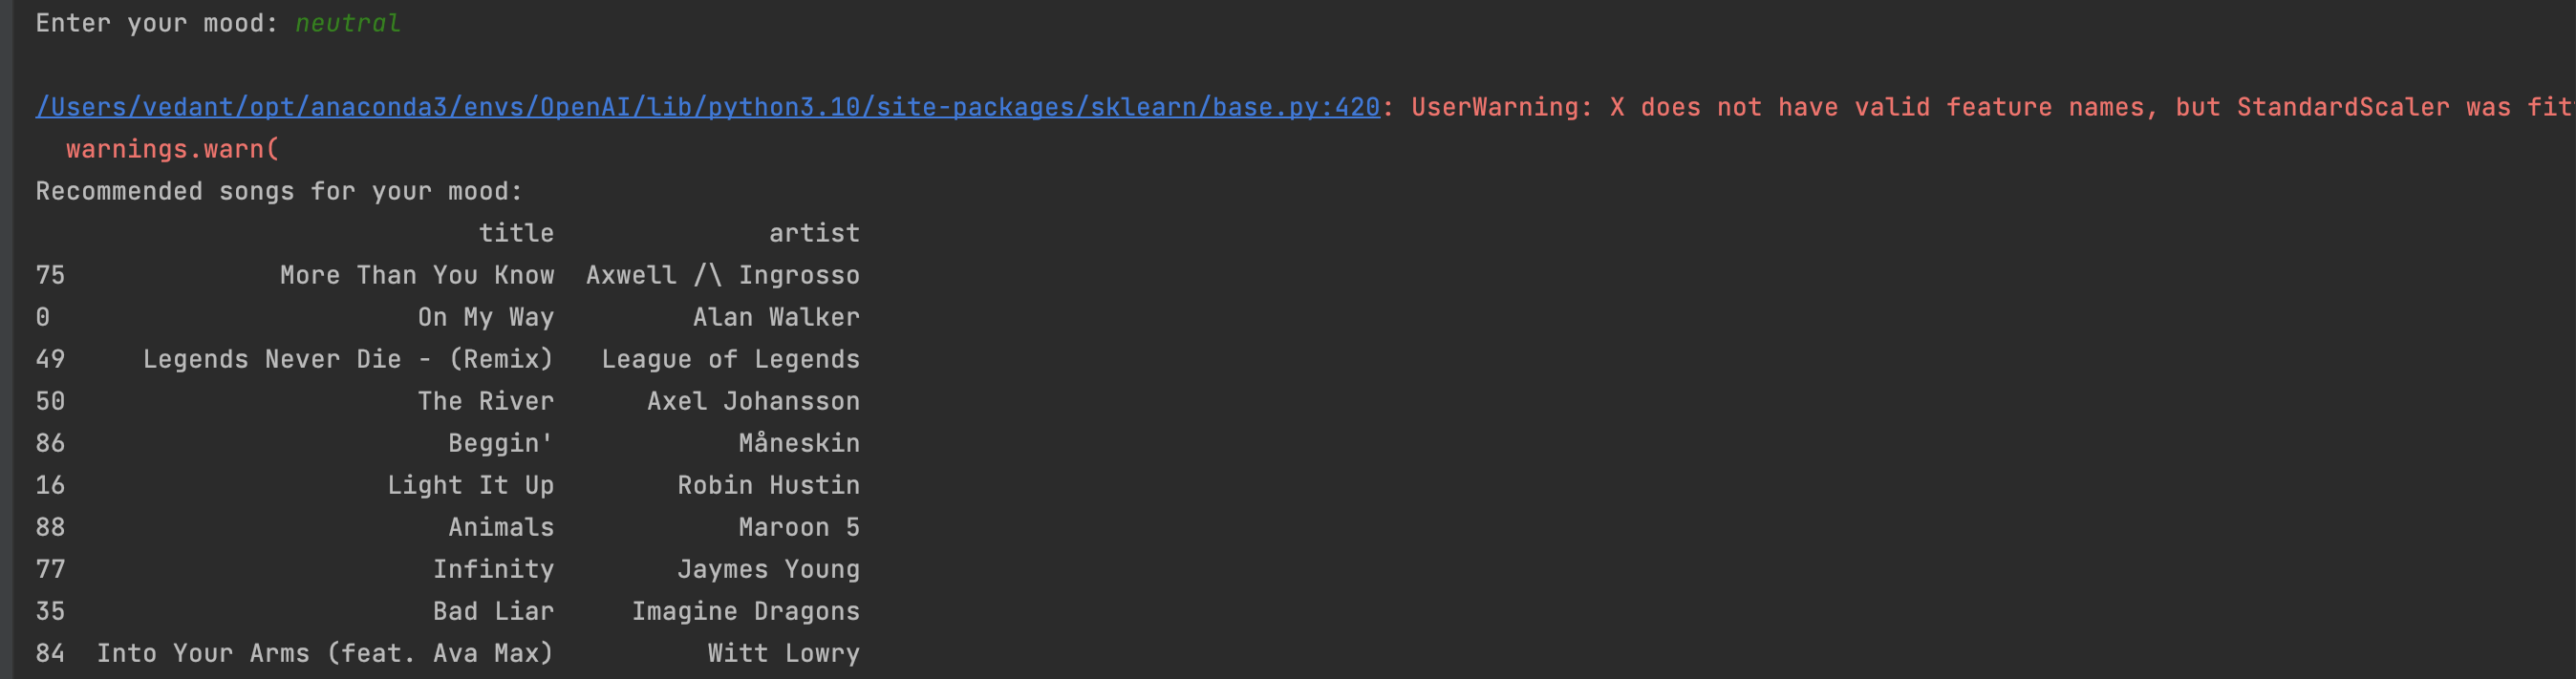 Enter your mood: neutral
/Users/vedant/opt/anaconda3/envs/OpenAI/lib/python3.10/site-packages/sklearn/base.py:420: UserWarning: X does not have valid feature names, but StandardScaler was fit
warnings.warn(
Recommended songs for your mood:
title artist
75 More Than You Know Axwell /\ Ingrosso
0 On My Way Alan Walker
49 Legends Never Die - (Remix) League of Legends
50 The River Axel Johansson
86 Beggin' Måneskin
16 Light It Up Robin Hustin
88 Animals Maroon 5
77 Infinity Jaymes Young
35 Bad Liar Imagine Dragons
84 Into Your Arms (feat. Ava Max) Witt Lowry